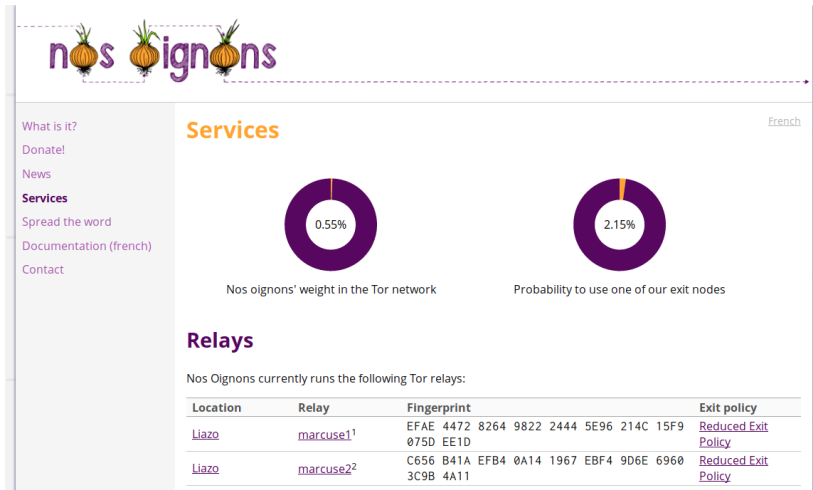 nos oignons
What is it?
Donate!
News
Services
Spread the word
Documentation (french)
Contact
Services
French
0.55%
2.15%
Nos oignons' weight in the Tor network
Probability to use one of our exit nodes
Relays
Nos Oignons currently runs the following Tor relays:
Location Relay Fingerprint Exit policy
Liazo marcuse1¹ EFAE 4472 8264 9822 2444 5E96 214C 15F9 Reduced Exit
075D EE1D Policy
Liazo marcuse2² C656 B41A EFB4 0A14 1967 EBF4 9D6E 6960 Reduced Exit
3C9B 4A11 Policy